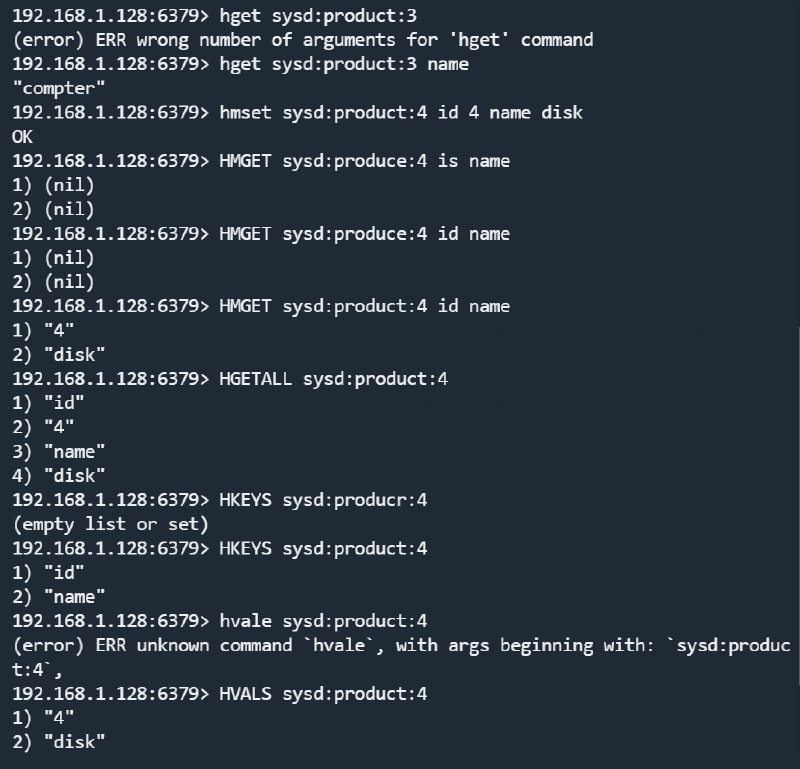 192.168.1.128:6379> hget sysd:product:3
(error) ERR wrong number of arguments for 'hget' command
192.168.1.128:6379> hget sysd:product:3 name
"compter"
192.168.1.128:6379> hmset sysd:product:4 id 4 name disk
OK
192.168.1.128:6379> HMGET sysd:produce:4 is name
1) (nil)
2) (nil)
192.168.1.128:6379> HMGET sysd:produce:4 id name
1) (nil)
2) (nil)
192.168.1.128:6379> HMGET sysd:product:4 id name
1) "4"
2) "disk"
192.168.1.128:6379> HGETALL sysd:product:4
1) "id"
2) "4"
3) "name"
4) "disk"
192.168.1.128:6379> HKEYS sysd:producr:4
(empty list or set)
192.168.1.128:6379> HKEYS sysd:product:4
1) "id"
2) "name"
192.168.1.128:6379> hvale sysd:product:4
(error) ERR unknown command `hvale`, with args beginning with: `sysd:produc
t:4`,
192.168.1.128:6379> HVALS sysd:product:4
1) "4"
2) "disk"